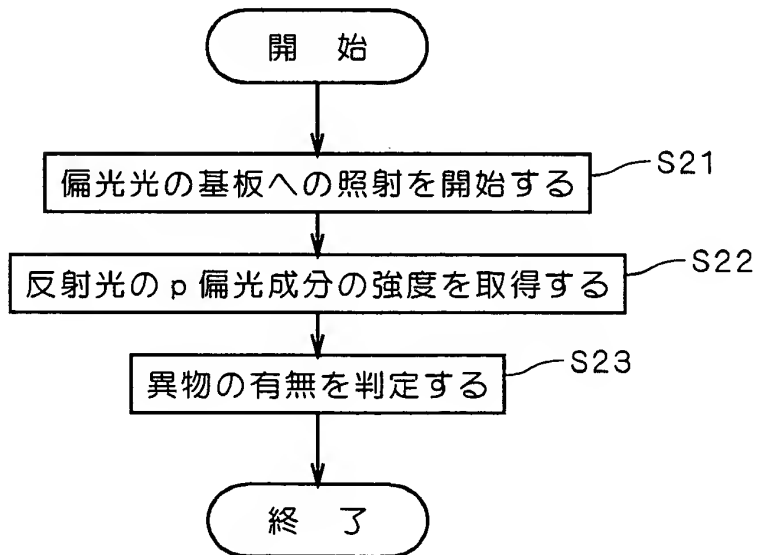 開 始
偏光光の基板への照射を開始する
S21
反射光のp偏光成分の強度を取得する
S22
異物の有無を判定する
S23
終 了